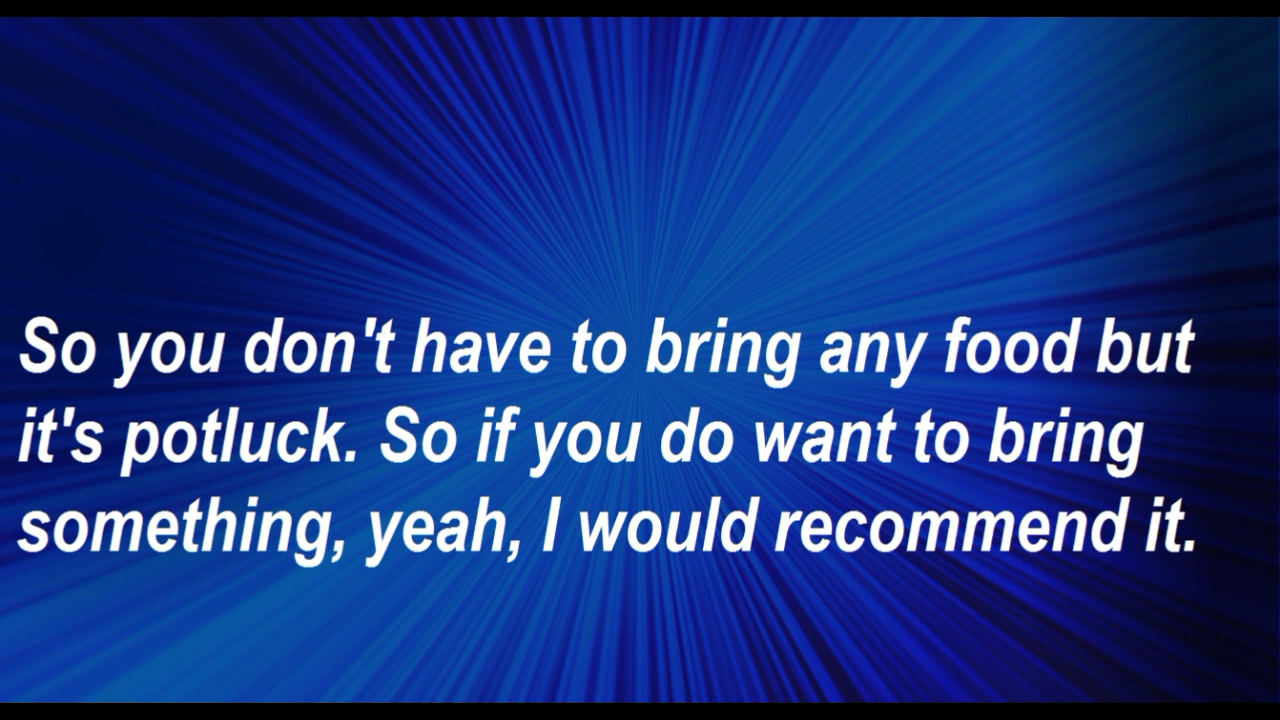 So you don't have to bring any food but
it's potluck. So if you do want to bring
something, yeah, I would recommend it.